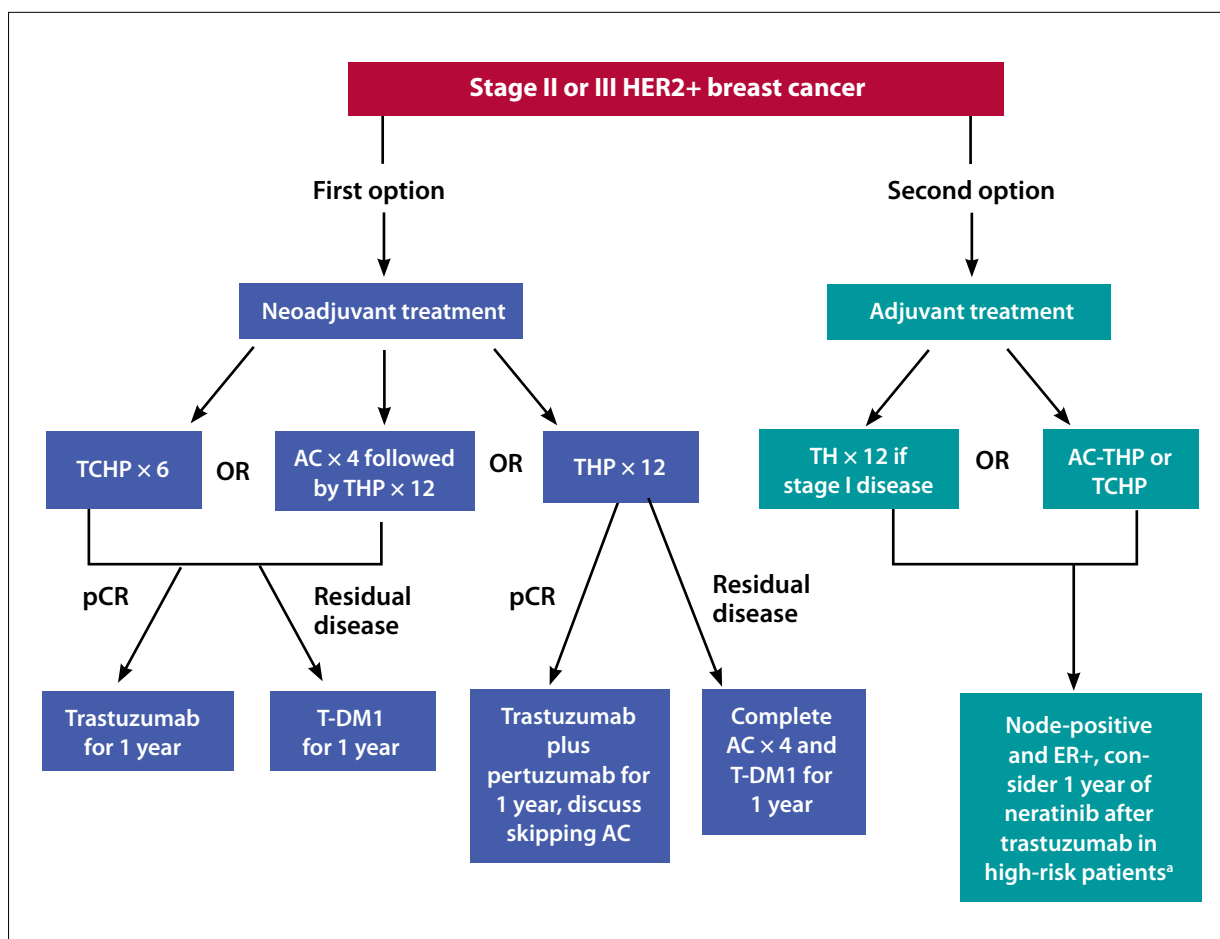 Stage II or III HER2+ breast cancer
First option
Second option
Neoadjuvant treatment
Adjuvant treatment
TCHP × 6
OR
AC × 4 followed
by THP × 12
OR
THP × 12
TH × 12 if
stage I disease
OR
AC-THP or
TCHP
pCR
Residual
disease
pCR
Residual
disease
Trastuzumab
for 1 year
T-DM1
for 1 year
Trastuzumab
plus
pertuzumab for
1 year, discuss
skipping AC
Complete
AC × 4 and
T-DM1 for
1 year
Node-positive
and ER+, con-
sider 1 year of
neratinib after
trastuzumab in
high-risk patientsᵃ